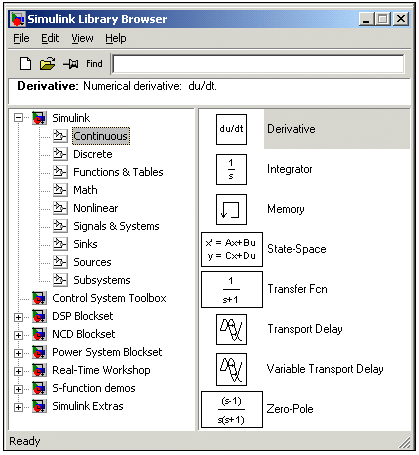 Simulink Library Browser
File Edit View Help
Find
Derivative: Numerical derivative: du/dt.
Simulink
Continuous
Discrete
Functions & Tables
Math
Nonlinear
Signals & Systems
Sinks
Sources
Subsystems
Control System Toolbox
DSP Blockset
NCD Blockset
Power System Blockset
Real-Time Workshop
S-function demos
Simulink Extras
du/dt Derivative
1
s
Integrator
Memory
x' = Ax+Bu
y = Cx+Du
State-Space
1
s+1
Transfer Fcn
Transport Delay
Variable Transport Delay
(s-1)
s(s+1)
Zero-Pole
Ready